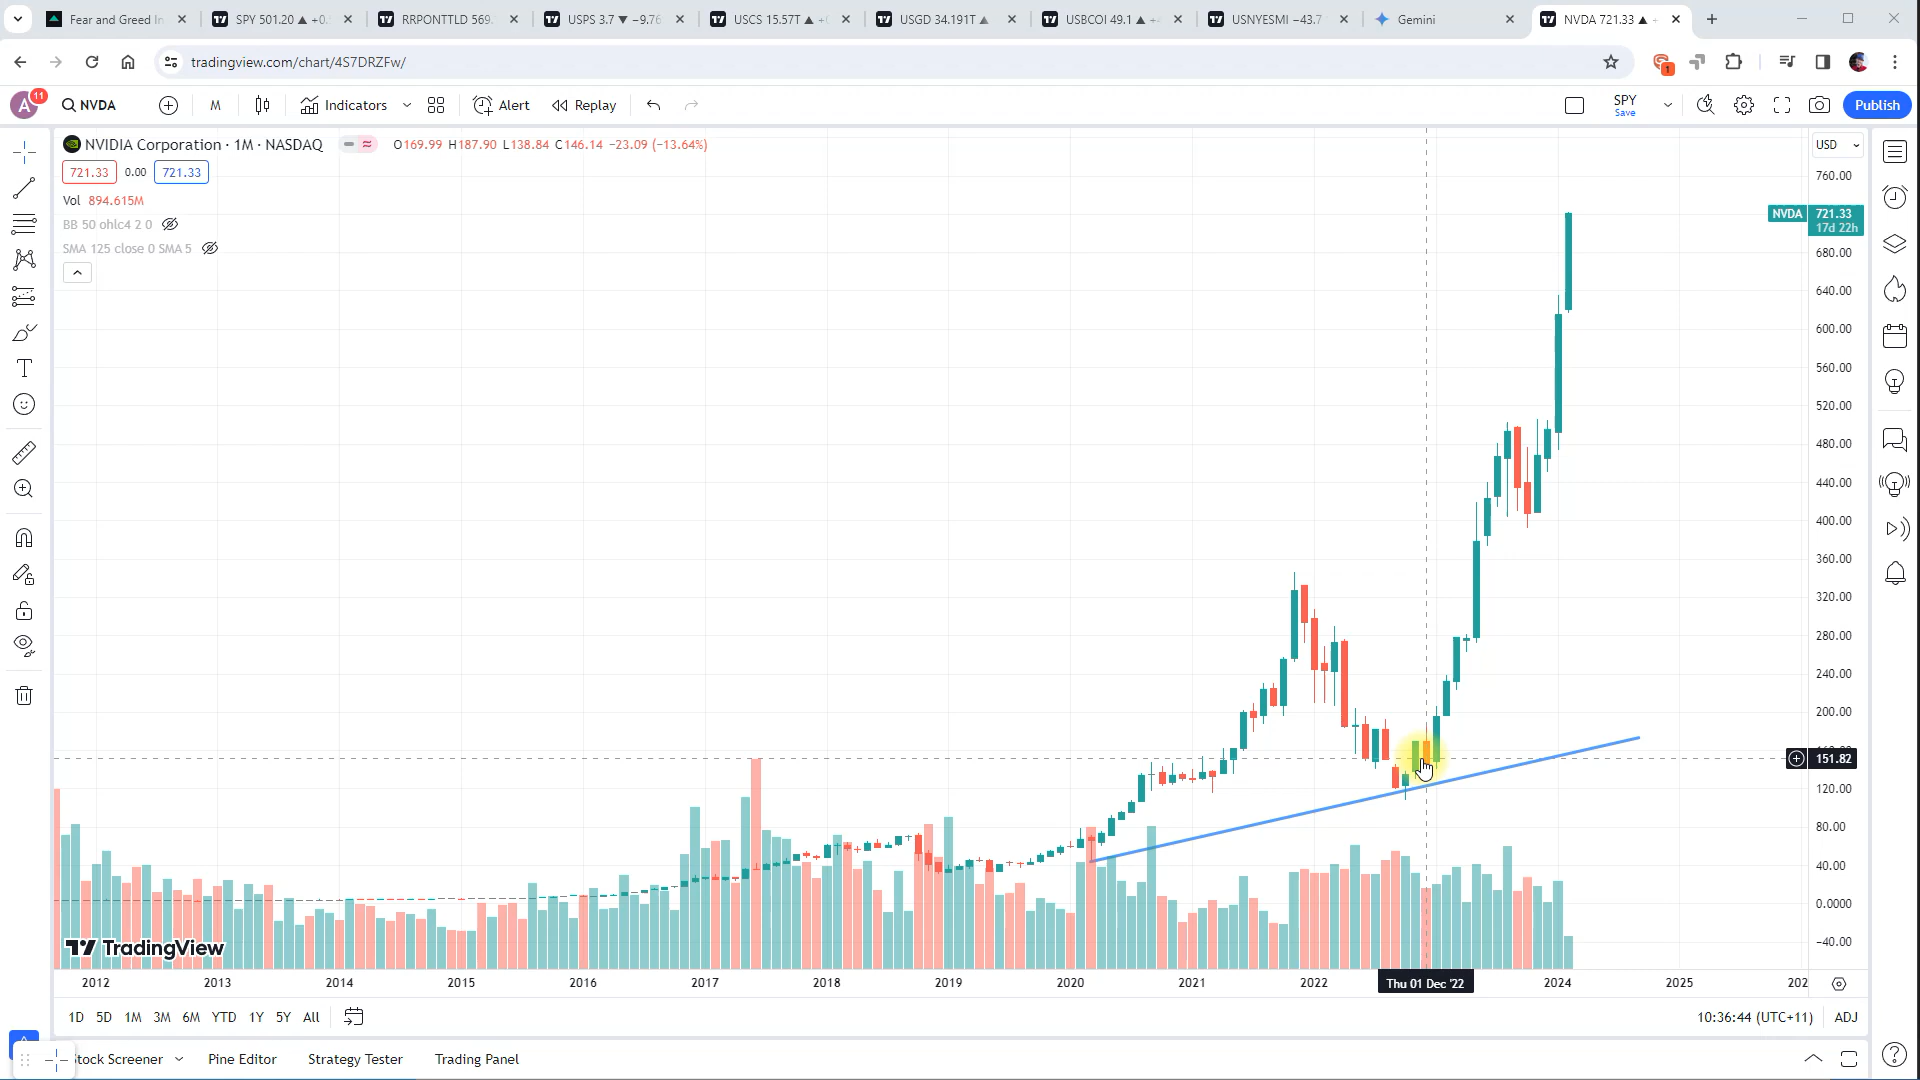 Fear and Greed In
SPY 501.20 ▲ +0.
RRPONTTLD 569.
USPS 3.7 ▼ −9.76
USCS 15.57T ▲ +
USGD 34.191T ▲
USBCOI 49.1 ▲ +
USNYESMI −43.7
Gemini
NVDA 721.33 ▲
tradingview.com/chart/4S7DRZFw/
1
A 11
NVDA
M
Indicators
Alert
Replay
SPY
Save
Publish
NVIDIA Corporation · 1M · NASDAQ
O169.99 H187.90 L138.84 C146.14 −23.09 (−13.64%)
USD
721.33 0.00 721.33
Vol 894.615M
BB 50 ohlc4 2 0
SMA 125 close 0 SMA 5
760.00
NVDA 721.33
17d 22h
680.00
640.00
600.00
560.00
520.00
480.00
440.00
400.00
360.00
320.00
280.00
240.00
200.00
151.82
120.00
80.00
40.00
0.0000
−40.00
TradingView
2012 2013 2014 2015 2016 2017 2018 2019 2020 2021 2022 Thu 01 Dec '22 2024 2025 202
1D 5D 1M 3M 6M YTD 1Y 5Y All
10:36:44 (UTC+11) ADJ
tock Screener Pine Editor Strategy Tester Trading Panel